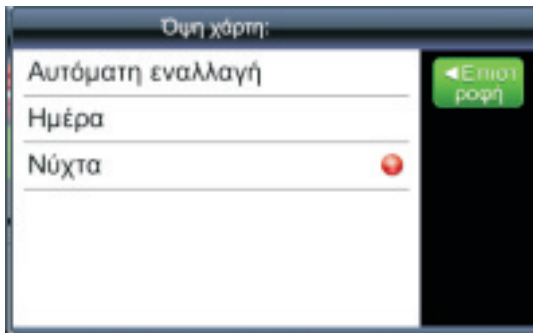 Όψη χάρτη:
Αυτόματη εναλλαγή
◄Επιστ
ροφή
Ημέρα
Νύχτα